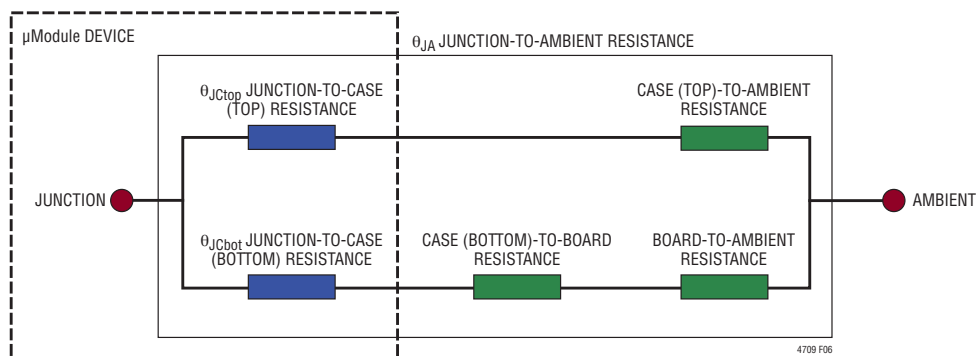 µModule DEVICE
θJA JUNCTION-TO-AMBIENT RESISTANCE
θJCtop JUNCTION-TO-CASE
(TOP) RESISTANCE
CASE (TOP)-TO-AMBIENT
RESISTANCE
JUNCTION
AMBIENT
θJCbot JUNCTION-TO-CASE
(BOTTOM) RESISTANCE
CASE (BOTTOM)-TO-BOARD
RESISTANCE
BOARD-TO-AMBIENT
RESISTANCE
4709 F06